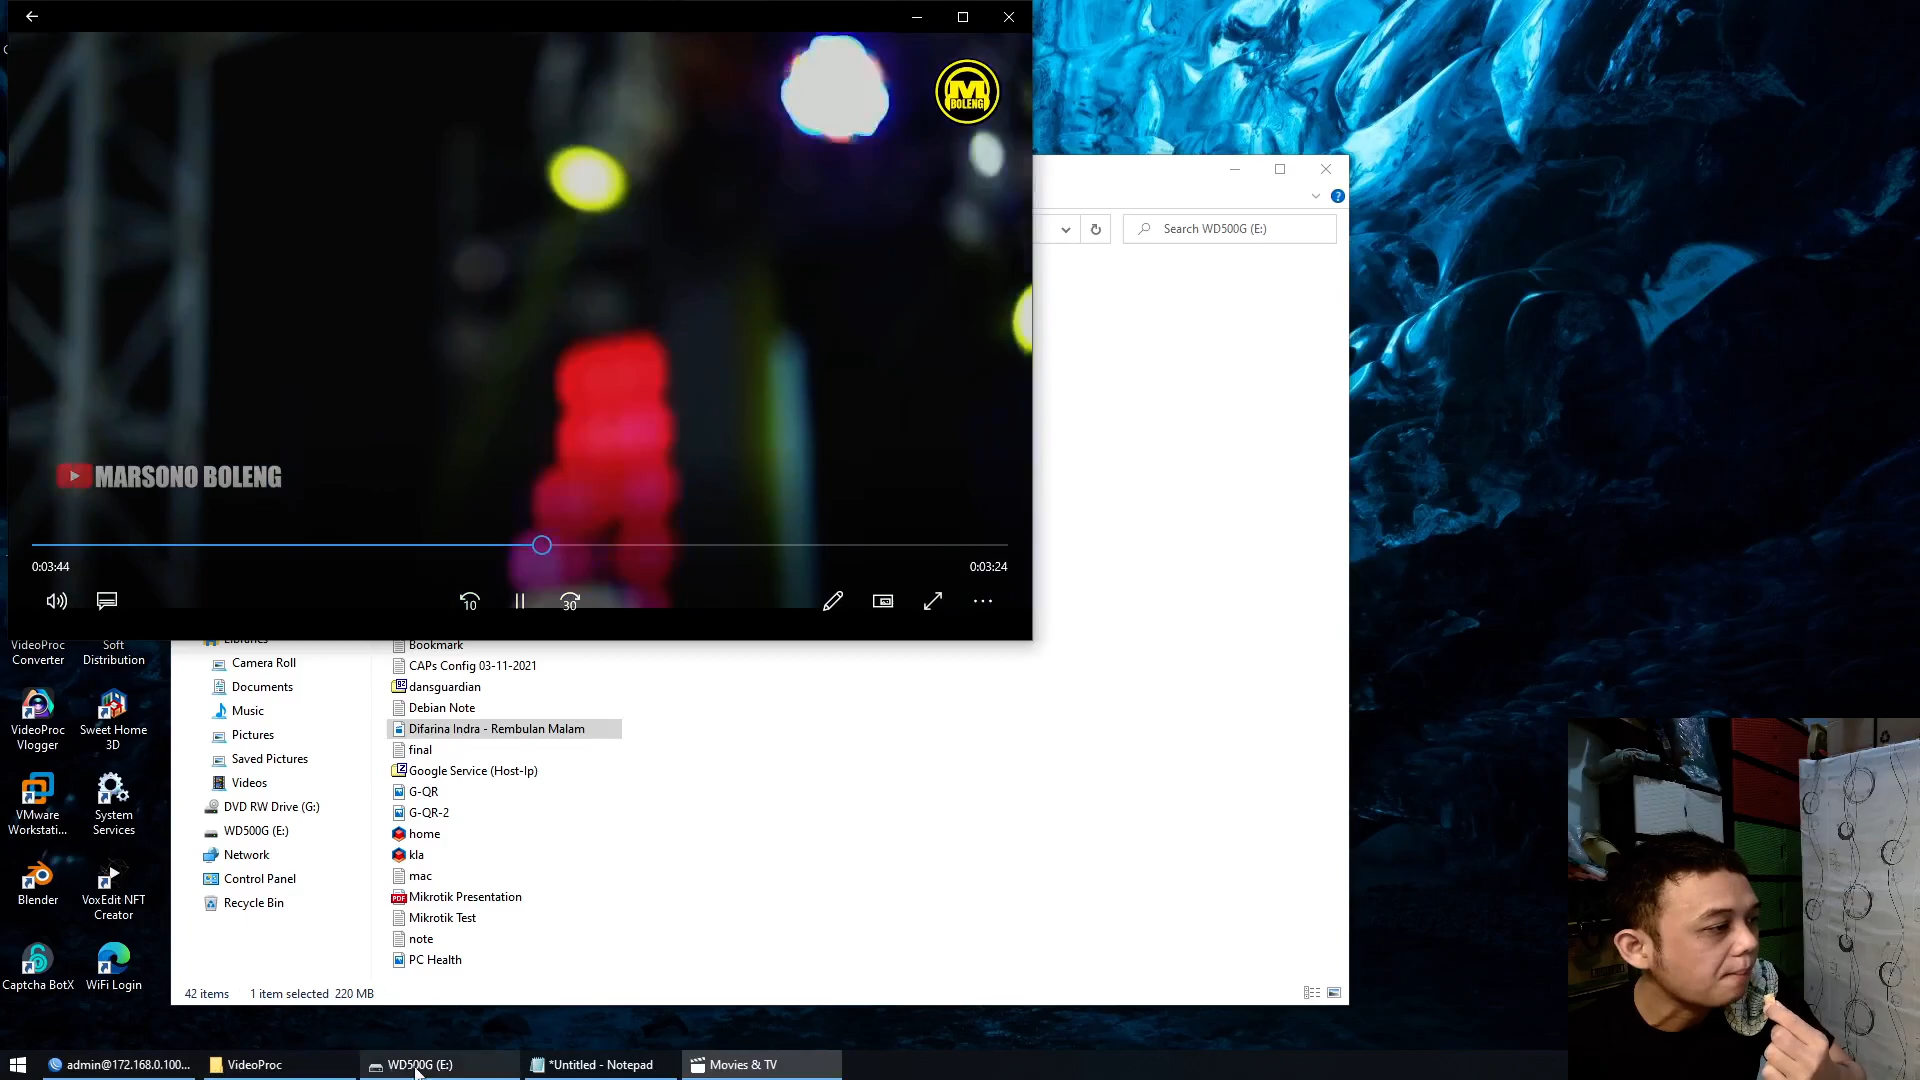 M
BOLENG
MARSONO BOLENG
0:03:44
0:03:24
10
30
Search WD500G (E:)
Libraries
Camera Roll
Documents
Music
Pictures
Saved Pictures
Videos
DVD RW Drive (G:)
WD500G (E:)
Network
Control Panel
Recycle Bin
Bookmark
CAPs Config 03-11-2021
dansguardian
Debian Note
Difarina Indra - Rembulan Malam
final
Google Service (Host-Ip)
G-QR
G-QR-2
home
kla
mac
Mikrotik Presentation
Mikrotik Test
note
PC Health
42 items
1 item selected 220 MB
VideoProc
Converter
Soft
Distribution
VideoProc
Vlogger
Sweet Home
3D
VMware
Workstati...
System
Services
Blender
VoxEdit NFT
Creator
Captcha BotX
WiFi Login
admin@172.168.0.100...
VideoProc
WD500G (E:)
*Untitled - Notepad
Movies & TV